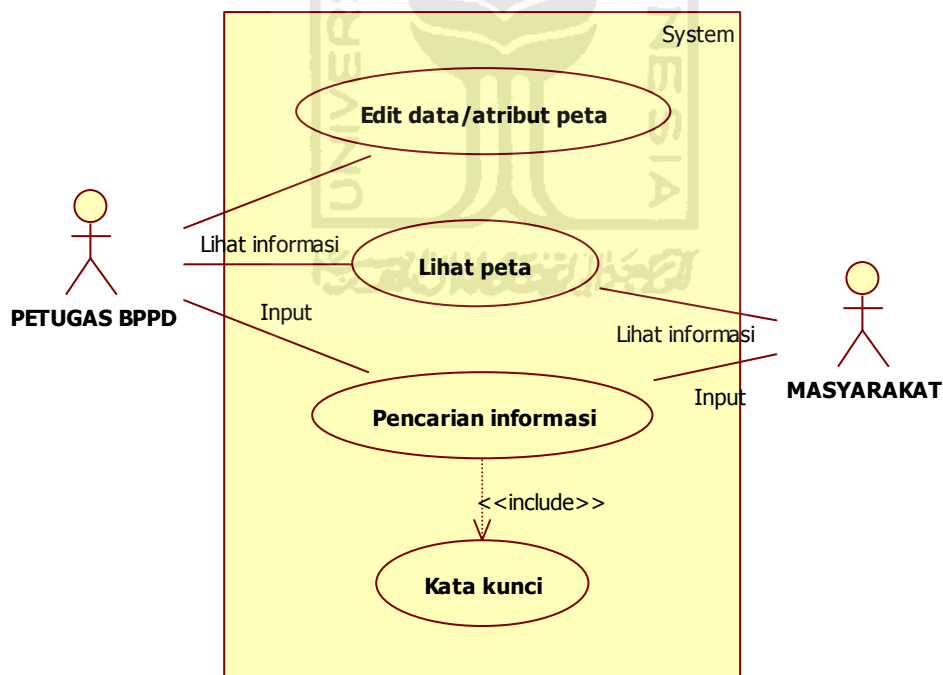 System
Edit data/atribut peta
Lihat informasi
Lihat peta
PETUGAS BPPD
Input
Lihat informasi
MASYARAKAT
Input
Pencarian informasi
<<include>>
Kata kunci